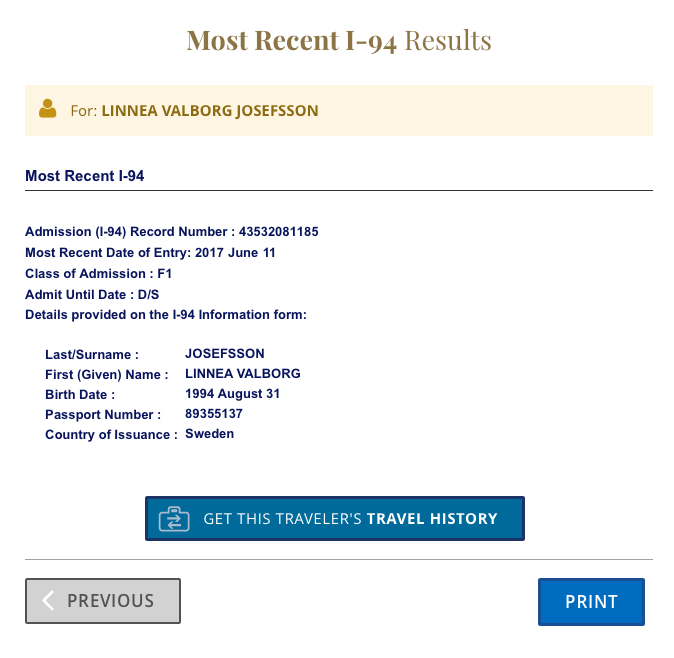 Most Recent I-94 Results
For: LINNEA VALBORG JOSEFSSON
Most Recent I-94
Admission (I-94) Record Number : 43532081185
Most Recent Date of Entry: 2017 June 11
Class of Admission : F1
Admit Until Date : D/S
Details provided on the I-94 Information form:
Last/Surname : JOSEFSSON
First (Given) Name : LINNEA VALBORG
Birth Date : 1994 August 31
Passport Number : 89355137
Country of Issuance : Sweden
GET THIS TRAVELER'S TRAVEL HISTORY
PREVIOUS
PRINT